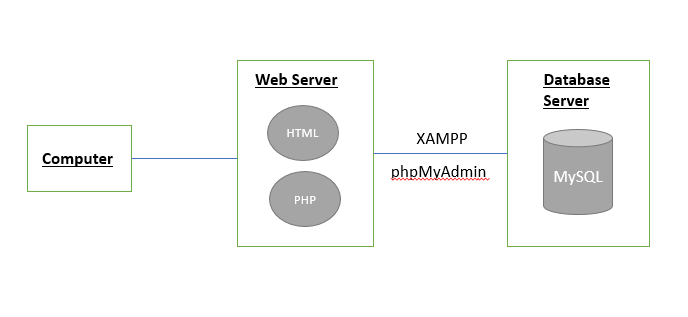 Computer
Web Server
HTML
PHP
XAMPP
phpMyAdmin
Database
Server
MySQL